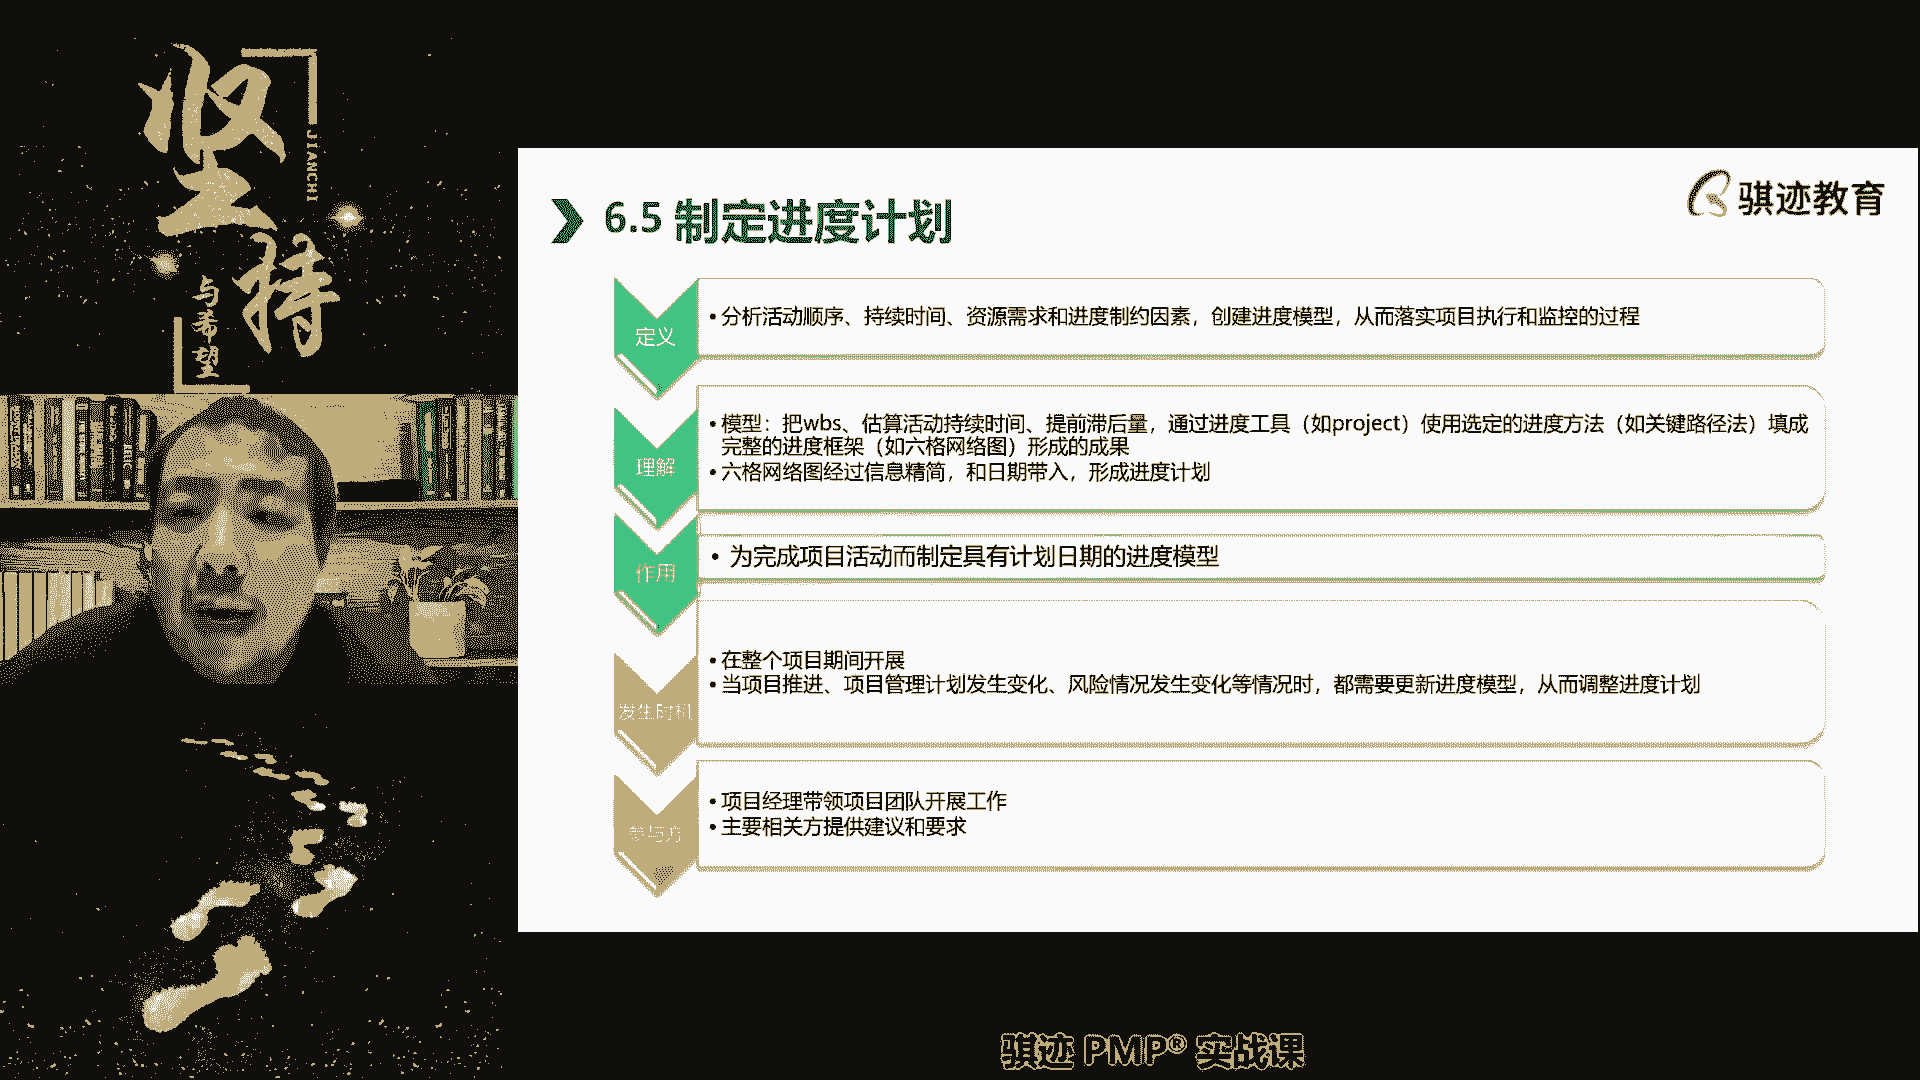 坚
持
JIANCHI
与
希
望
骐迹教育
6.5 制定进度计划
定义
•分析活动顺序、持续时间、资源需求和进度制约因素，创建进度模型，从而落实项目执行和监控的过程
理解
•模型：把wbs、估算活动持续时间、提前滞后量，通过进度工具（如project）使用选定的进度方法（如关键路径法）填成
完整的进度框架（如六格网络图）形成的成果
•六格网络图经过信息精简，和日期带入，形成进度计划
作用
• 为完成项目活动而制定具有计划日期的进度模型
发生时机
•在整个项目期间开展
•当项目推进、项目管理计划发生变化、风险情况发生变化等情况时，都需要更新进度模型，从而调整进度计划
参与方
•项目经理带领项目团队开展工作
•主要相关方提供建议和要求
骐迹 PMP® 实战课